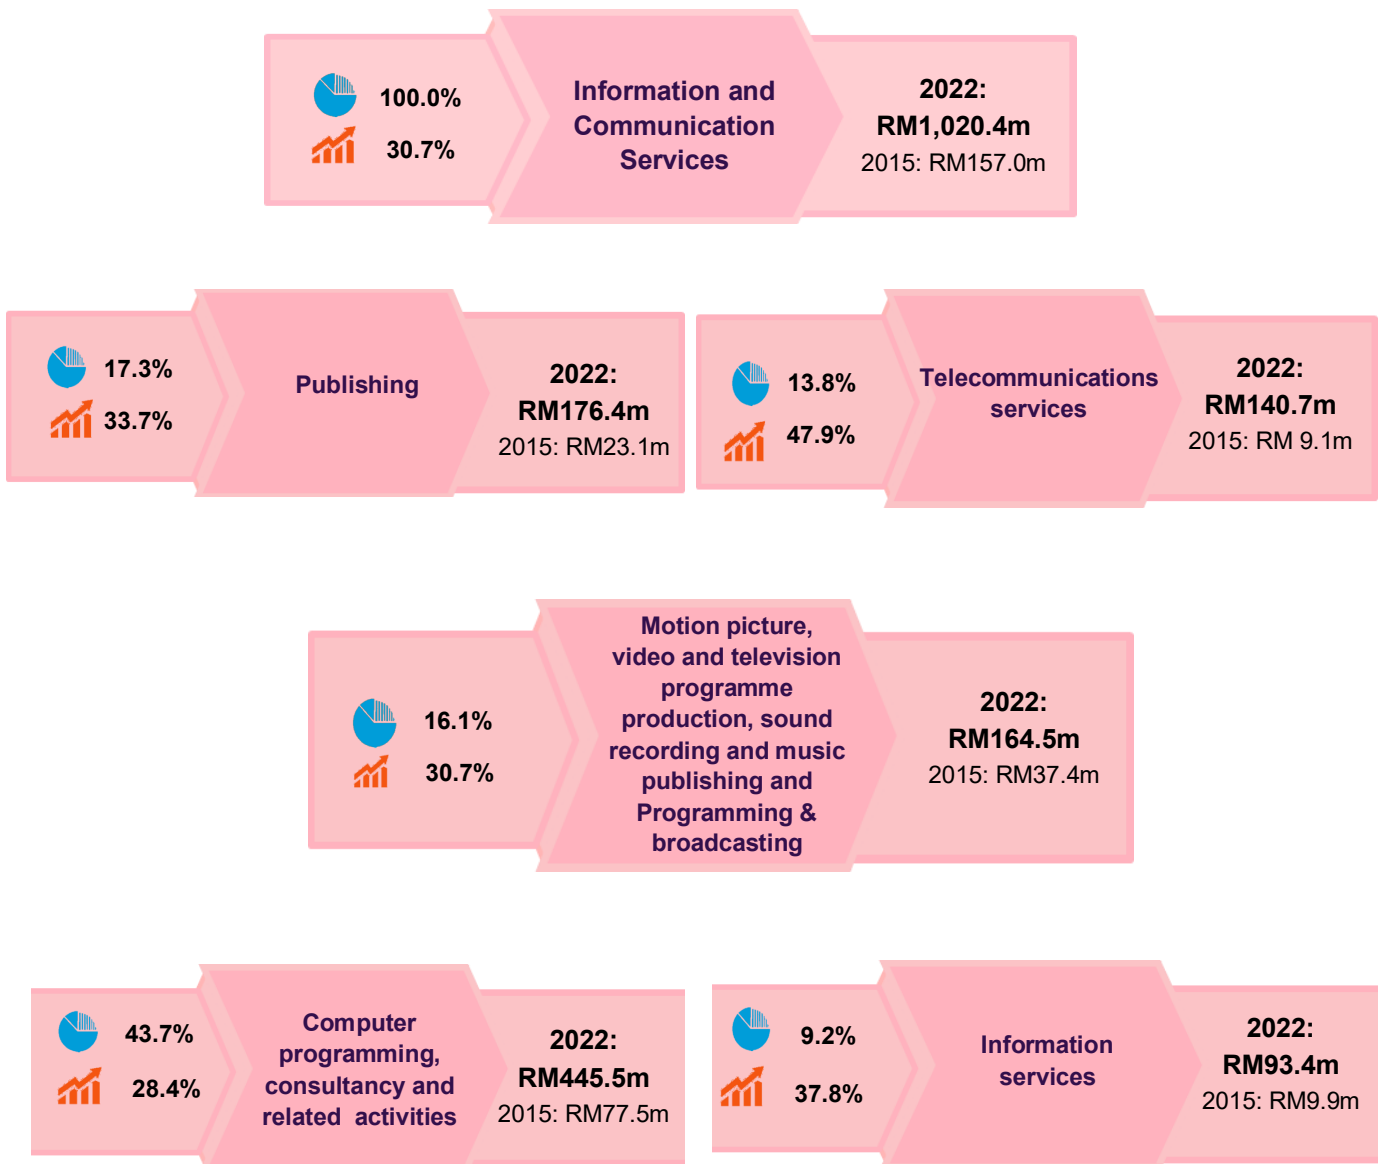 100.0%
30.7%
Information and
Communication
Services
2022:
RM1,020.4m
2015: RM157.0m
17.3%
33.7%
Publishing
2022:
RM176.4m
2015: RM23.1m
13.8%
47.9%
Telecommunications
services
2022:
RM140.7m
2015: RM 9.1m
16.1%
30.7%
Motion picture,
video and television
programme
production, sound
recording and music
publishing and
Programming &
broadcasting
2022:
RM164.5m
2015: RM37.4m
43.7%
28.4%
Computer
programming,
consultancy and
related activities
2022:
RM445.5m
2015: RM77.5m
9.2%
37.8%
Information
services
2022:
RM93.4m
2015: RM9.9m